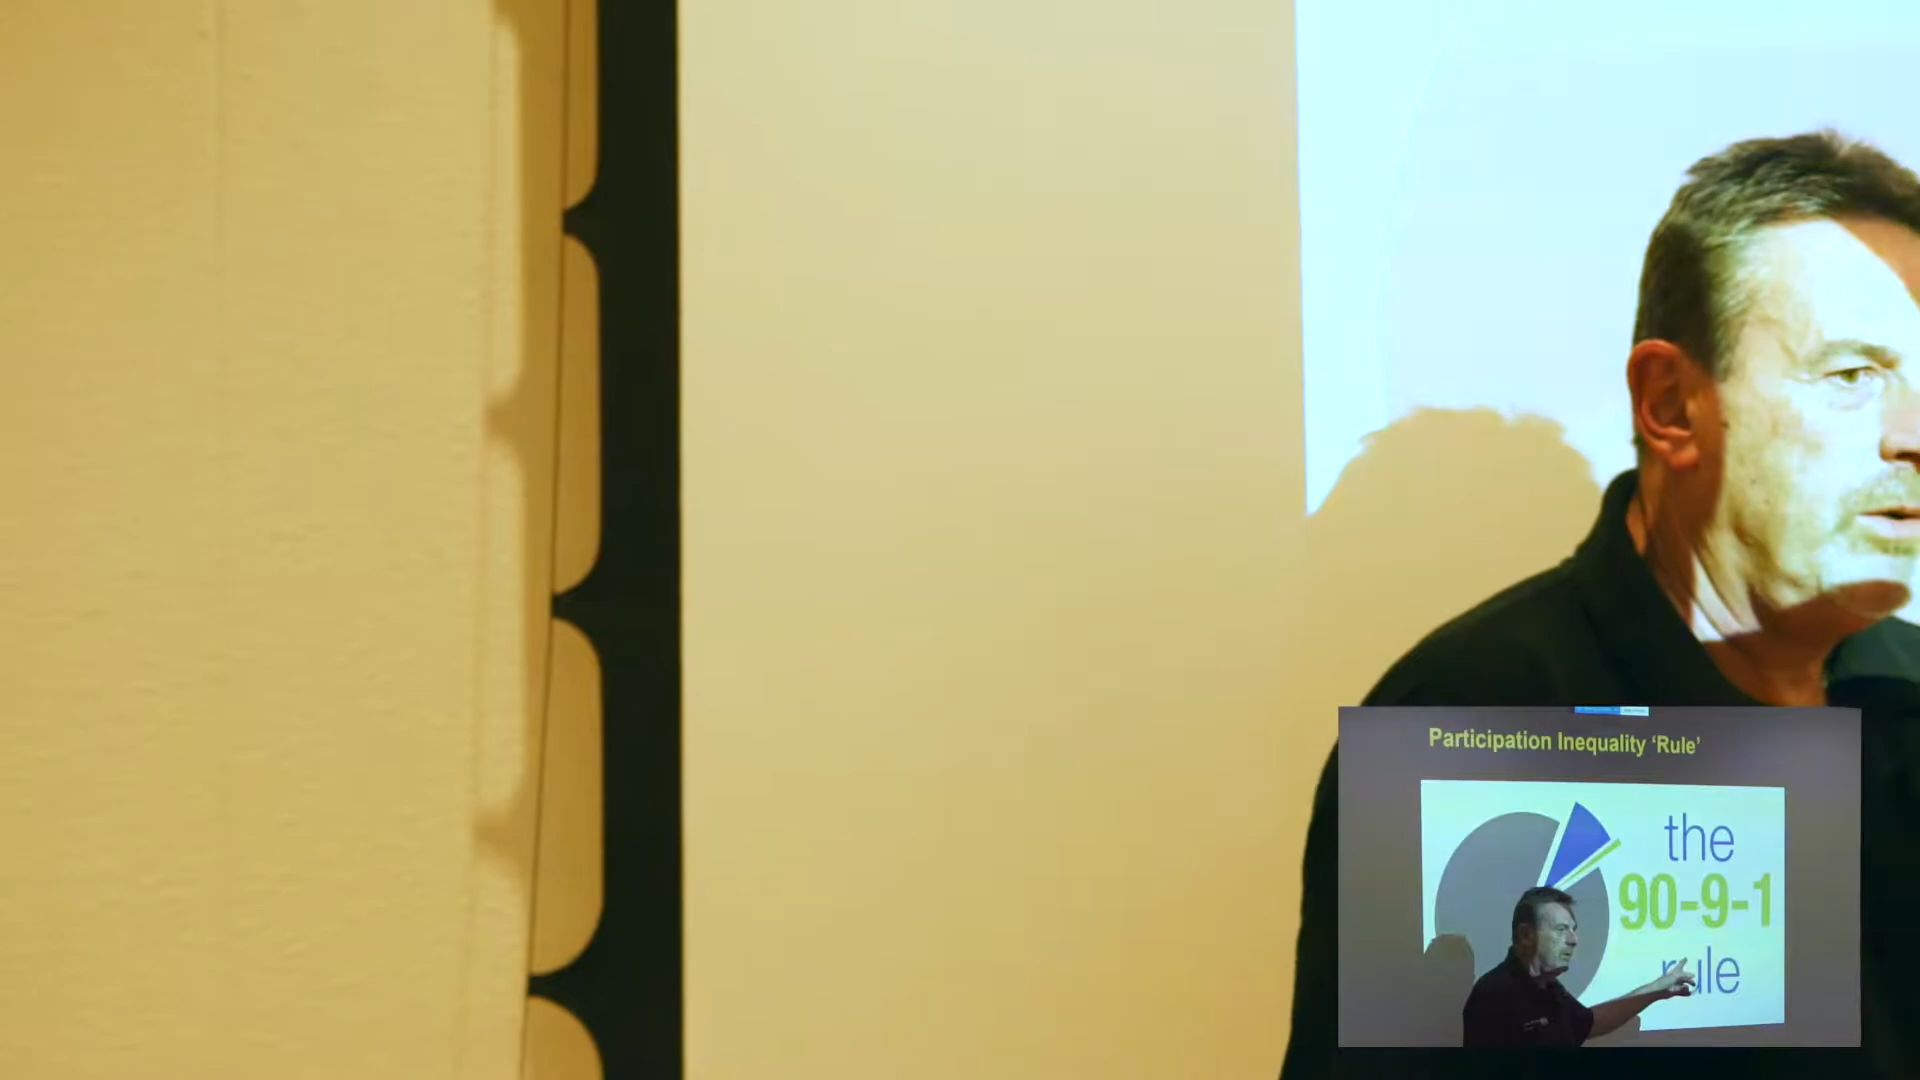 Participation Inequality ‘Rule’
the
90-9-1
rule